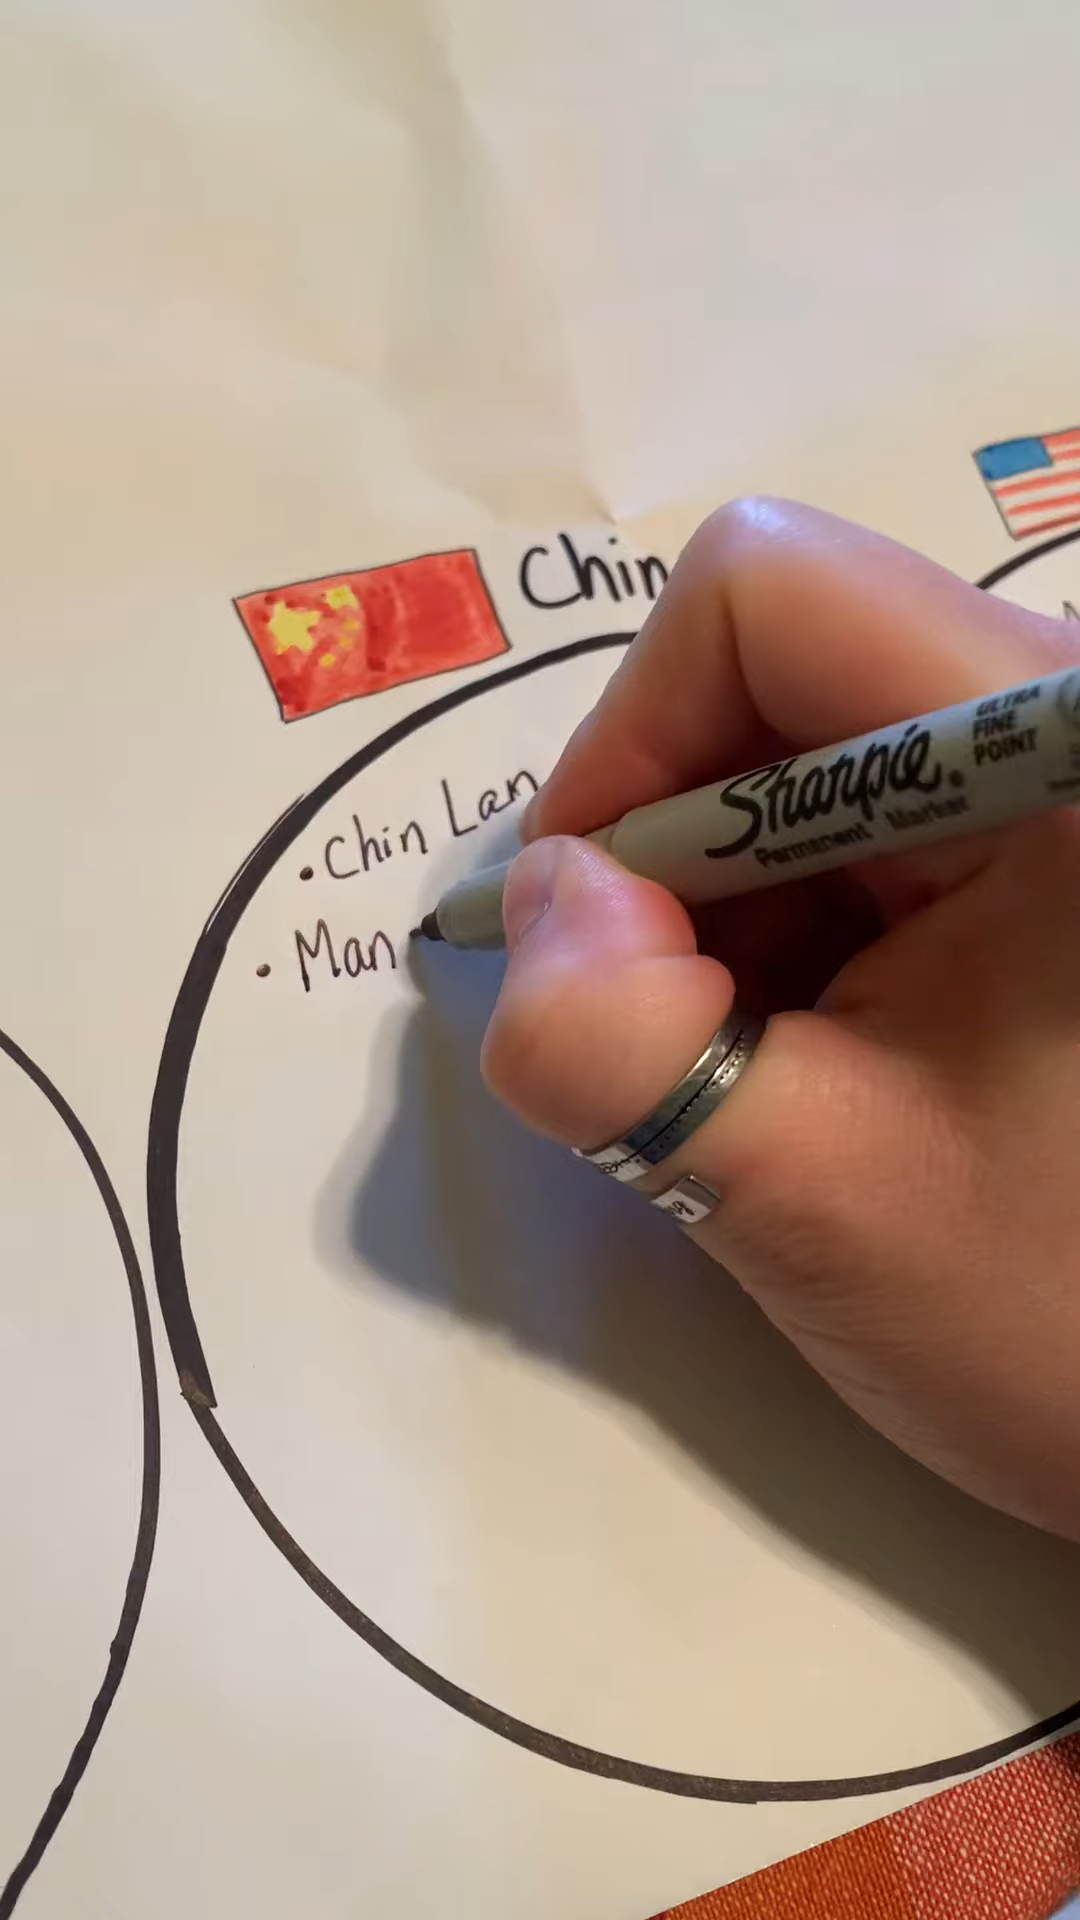 Chin
• Chin Lan
• Man
Sharpie®
Permanent Marker
ULTRA
FINE
POINT